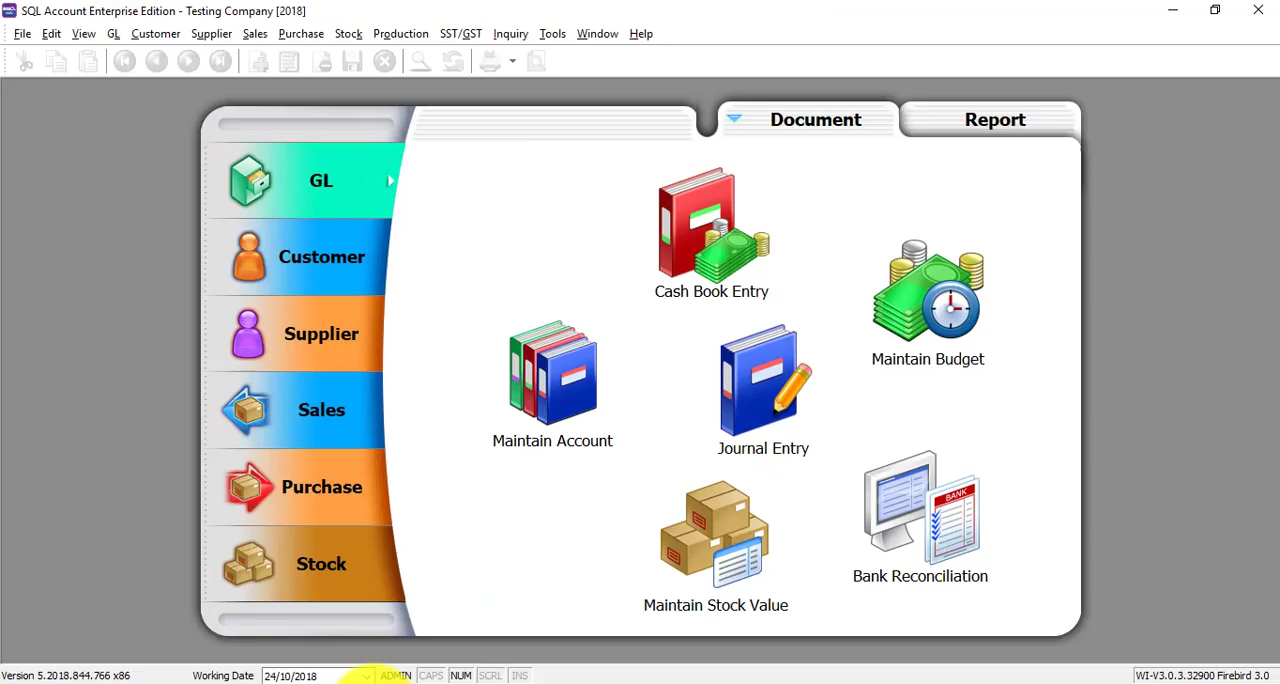 SQL Account Enterprise Edition - Testing Company [2018]
File Edit View GL Customer Supplier Sales Purchase Stock Production SST/GST Inquiry Tools Window Help
Document
Report
GL
Customer
Supplier
Sales
Purchase
Stock
Cash Book Entry
Maintain Budget
Maintain Account
Journal Entry
BANK
Bank Reconciliation
Maintain Stock Value
Version 5.2018.844.766 x86 Working Date 24/10/2018 ADMIN CAPS NUM SCRL INS WI-V3.0.3.32900 Firebird 3.0